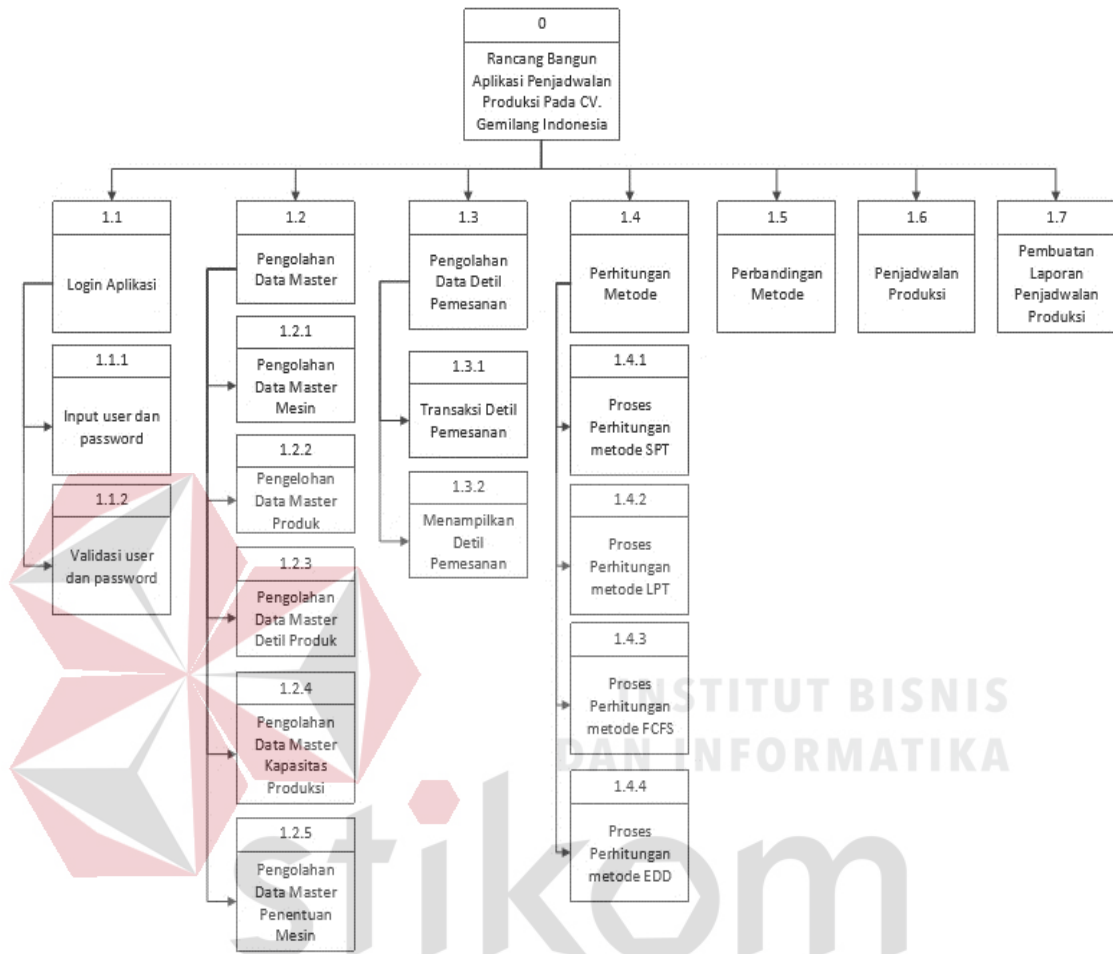 0
Rancang Bangun
Aplikasi Penjadwalan
Produksi Pada CV.
Gemilang Indonesia
1.1
Login Aplikasi
1.1.1
Input user dan
password
1.1.2
Validasi user
dan password
1.2
Pengolahan
Data Master
1.2.1
Pengolahan
Data Master
Mesin
1.2.2
Pengelohan
Data Master
Produk
1.2.3
Pengolahan
Data Master
Detil Produk
1.2.4
Pengolahan
Data Master
Kapasitas
Produksi
1.2.5
Pengolahan
Data Master
Penentuan
Mesin
1.3
Pengolahan
Data Detil
Pemesanan
1.3.1
Transaksi Detil
Pemesanan
1.3.2
Menampilkan
Detil
Pemesanan
1.4
Perhitungan
Metode
1.4.1
Proses
Perhitungan
metode SPT
1.4.2
Proses
Perhitungan
metode LPT
1.4.3
Proses
Perhitungan
metode FCFS
1.4.4
Proses
Perhitungan
metode EDD
1.5
Perbandingan
Metode
1.6
Penjadwalan
Produksi
1.7
Pembuatan
Laporan
Penjadwalan
Produksi
INSTITUT BISNIS
DAN INFORMATIKA
stikom